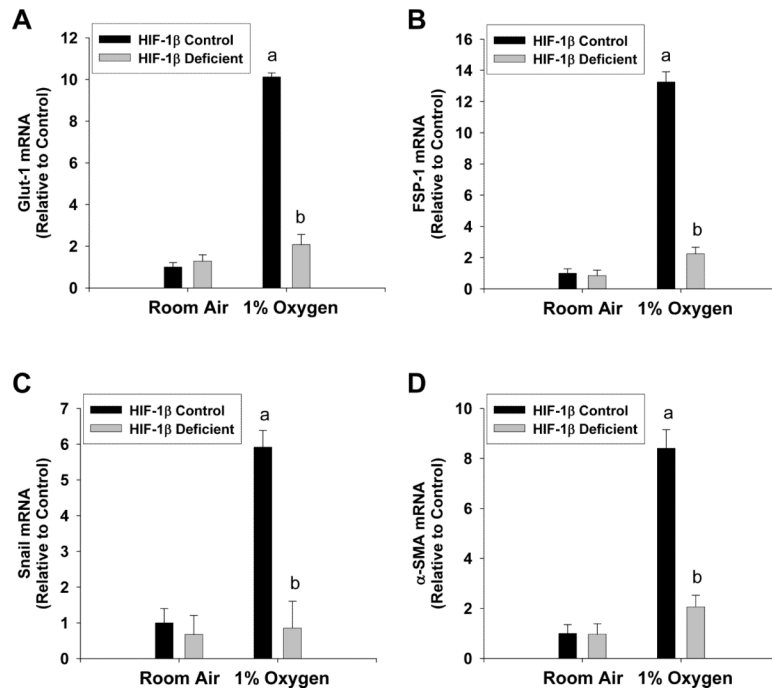 A
HIF-1β Control
HIF-1β Deficient
Glut-1 mRNA
(Relative to Control)
12
10
8
6
4
2
0
a
b
Room Air 1% Oxygen
B
HIF-1β Control
HIF-1β Deficient
FSP-1 mRNA
(Relative to Control)
16
14
12
10
8
6
4
2
0
a
b
Room Air 1% Oxygen
C
HIF-1β Control
HIF-1β Deficient
Snail mRNA
(Relative to Control)
7
6
5
4
3
2
1
0
a
b
Room Air 1% Oxygen
D
HIF-1β Control
HIF-1β Deficient
α-SMA mRNA
(Relative to Control)
10
8
6
4
2
0
a
b
Room Air 1% Oxygen